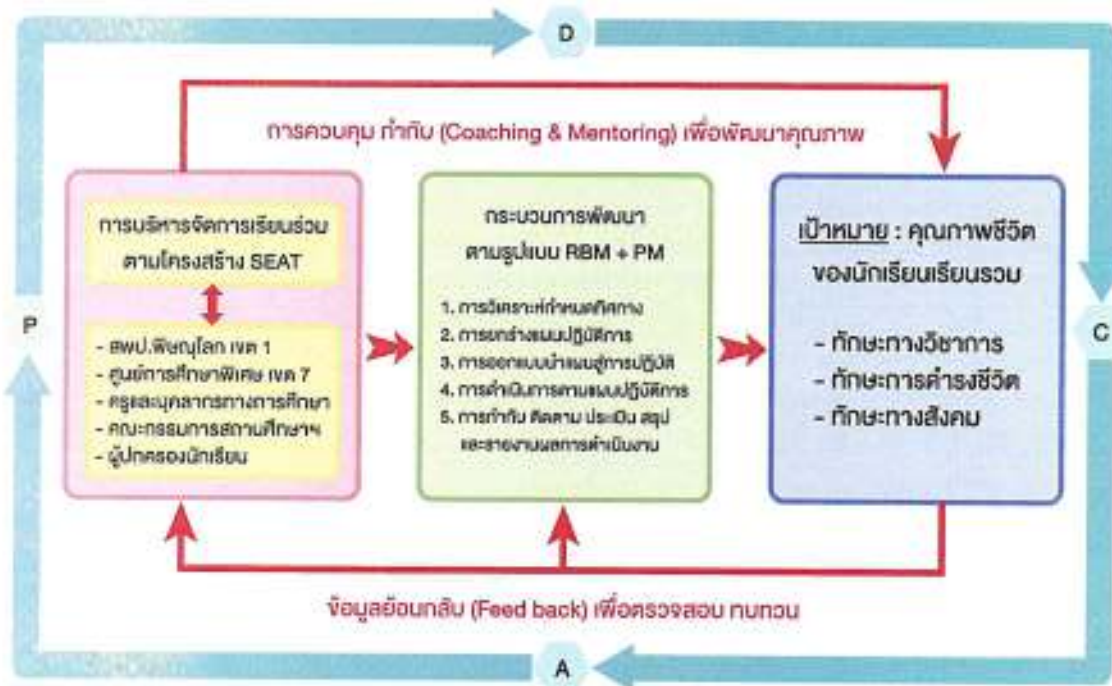 D
การควบคุม กำกับ (Coaching & Mentoring) เพื่อพัฒนาคุณภาพ
การบริหารจัดการเรียนร่วม
ตามโครงสร้าง SEAT
- สพป.พิษณุโลก เขต 1
- ศูนย์การศึกษาพิเศษ เขต 7
- ครูและบุคลากรทางการศึกษา
- คณะกรรมการสถานศึกษาฯ
- ผู้ปกครองนักเรียน
กระบวนการพัฒนา
ตามรูปแบบ RBM + PM
1. การวิเคราะห์กำหนดทิศทาง
2. การยกร่างแผนปฏิบัติการ
3. การออกแบบนำแผนสู่การปฏิบัติ
4. การดำเนินการตามแผนปฏิบัติการ
5. การกำกับ ติดตาม ประเมิน สรุป
และรายงานผลการดำเนินงาน
เป้าหมาย : คุณภาพชีวิต
ของนักเรียนเรียนรวม
- ทักษะทางวิชาการ
- ทักษะการดำรงชีวิต
- ทักษะทางสังคม
P
C
ข้อมูลย้อนกลับ (Feed back) เพื่อตรวจสอบ ทบทวน
A